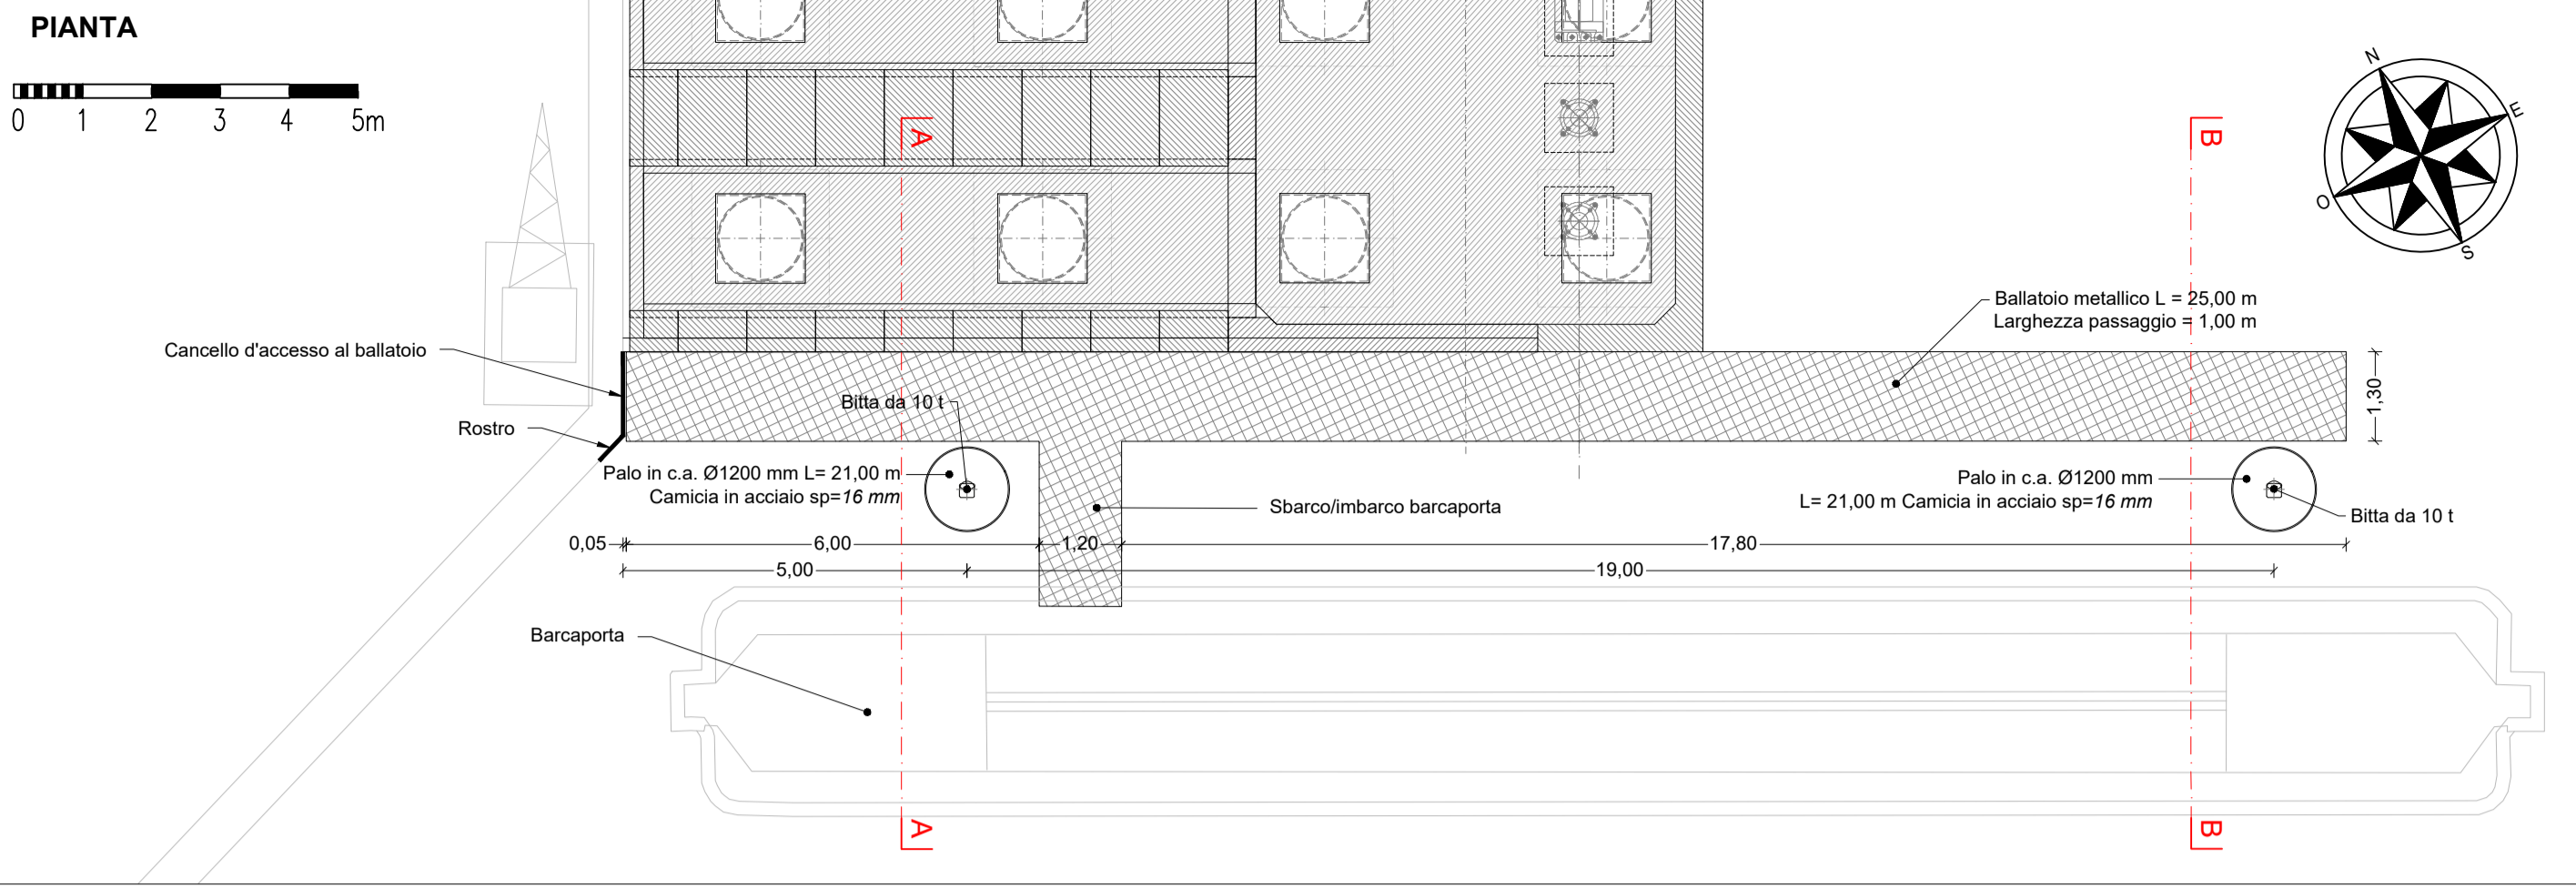 PIANTA
0 1 2 3 4 5m
N
E
S
O
A
B
Ballatoio metallico L = 25,00 m
Larghezza passaggio = 1,00 m
Cancello d'accesso al ballatoio
1,30
Bitta da 10 t
Rostro
Palo in c.a. Ø1200 mm L= 21,00 m
Camicia in acciaio sp=16 mm
Sbarco/imbarco barcaporta
Palo in c.a. Ø1200 mm
L= 21,00 m Camicia in acciaio sp=16 mm
Bitta da 10 t
0,05 6,00 1,20 17,80
5,00 19,00
Barcaporta
A
B